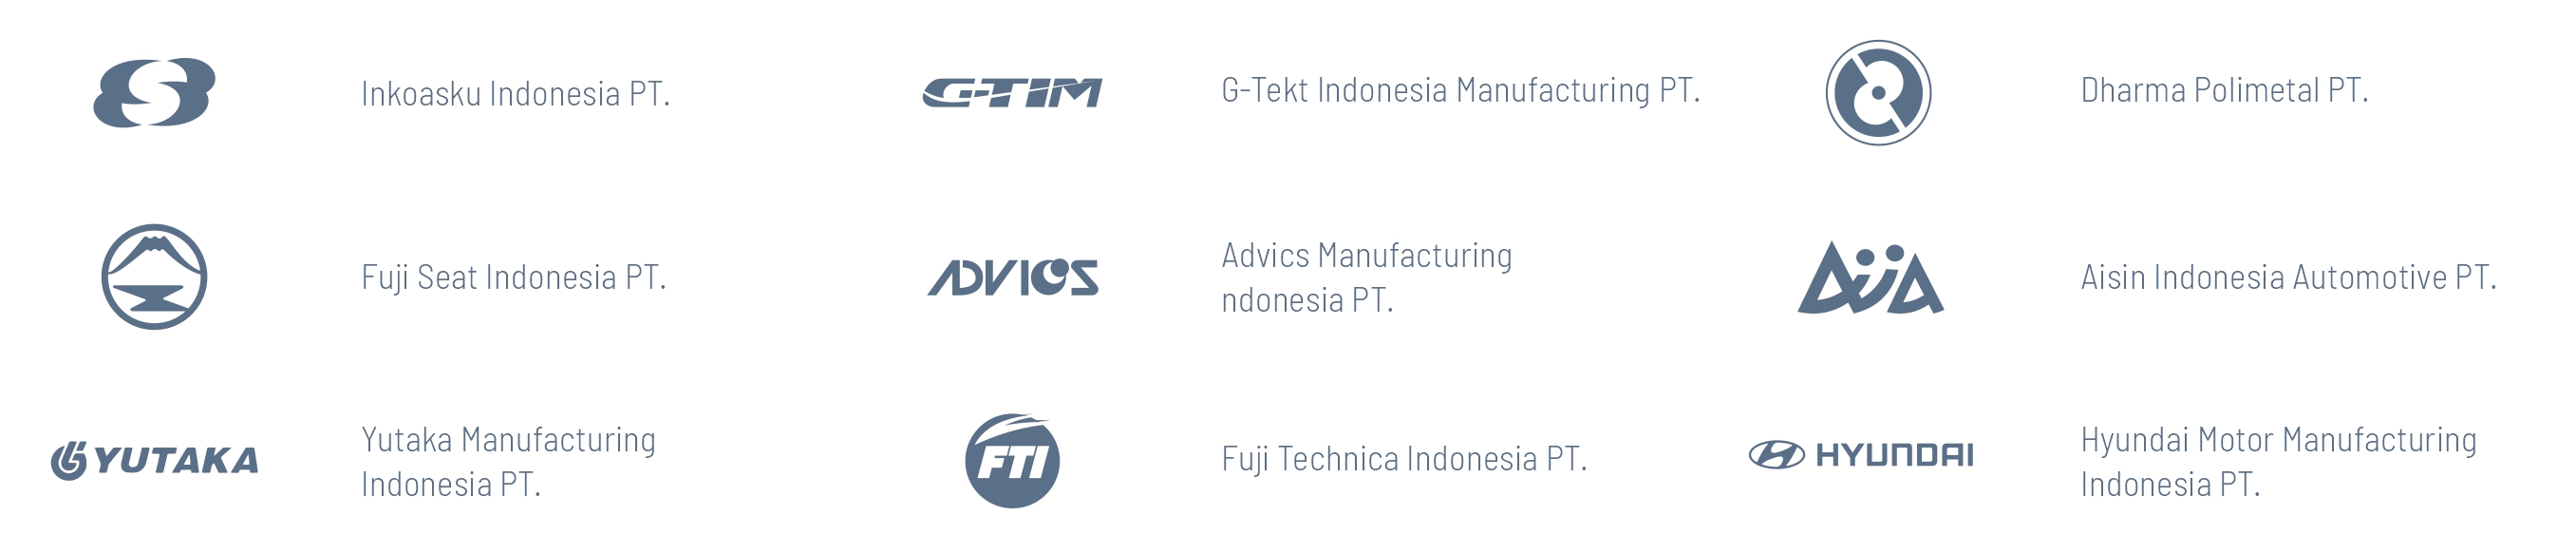 Inkoasku Indonesia PT.
G-TIM
G-Tekt Indonesia Manufacturing PT.
Dharma Polimetal PT.
Fuji Seat Indonesia PT.
ADVICS
Advics Manufacturing
ndonesia PT.
AiiA
Aisin Indonesia Automotive PT.
YUTAKA
Yutaka Manufacturing
Indonesia PT.
FTI
Fuji Technica Indonesia PT.
HYUNDAI
Hyundai Motor Manufacturing
Indonesia PT.